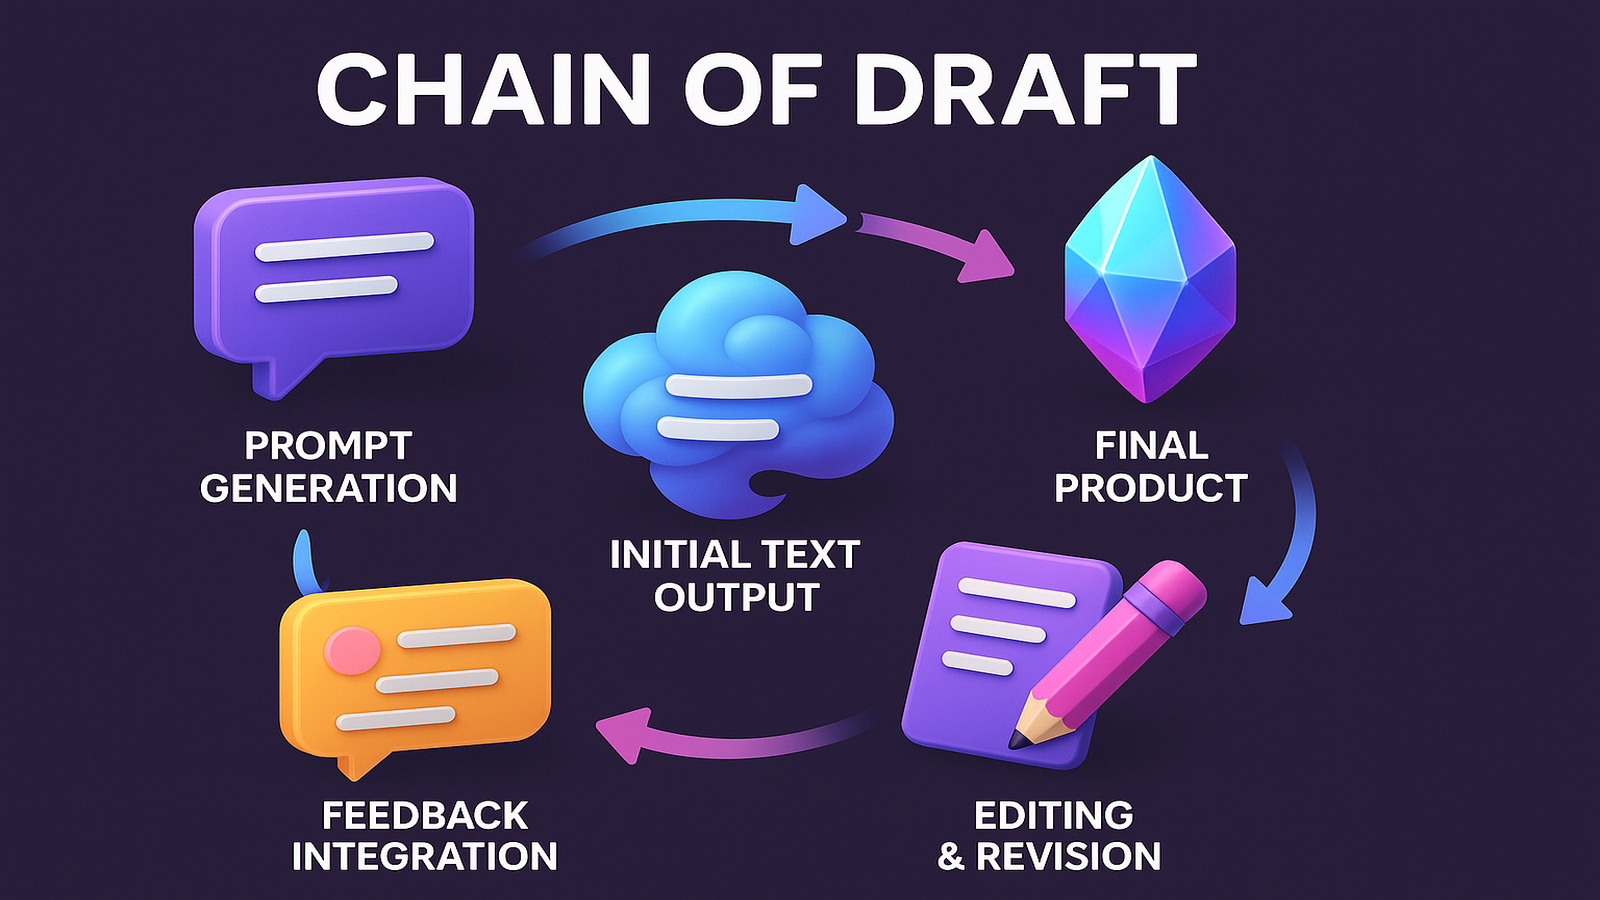 CHAIN OF DRAFT
PROMPT
GENERATION
INITIAL TEXT
OUTPUT
FINAL
PRODUCT
FEEDBACK
INTEGRATION
EDITING
& REVISION